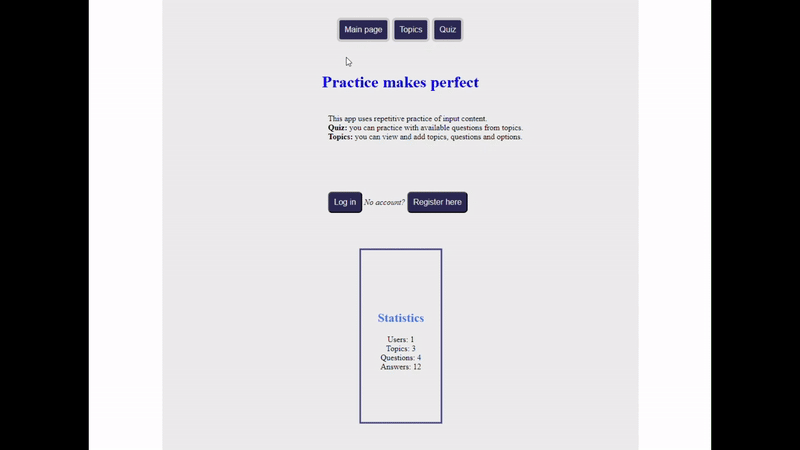 Main page Topics Quiz
Practice makes perfect
This app uses repetitive practice of input content.
Quiz: you can practice with available questions from topics.
Topics: you can view and add topics, questions and options.
Log in No account? Register here
Statistics
Users: 1
Topics: 3
Questions: 4
Answers: 12